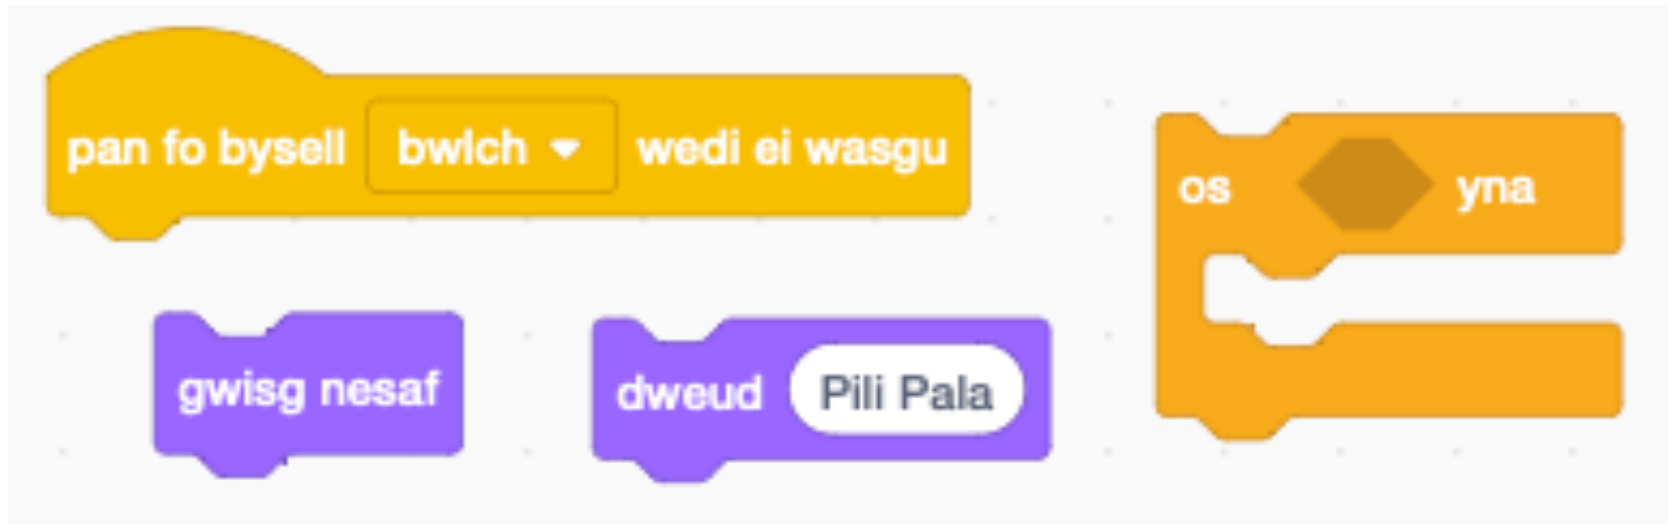 pan fo bysell bwlch wedi ei wasgu
os yna
gwisg nesaf
dweud Pili Pala